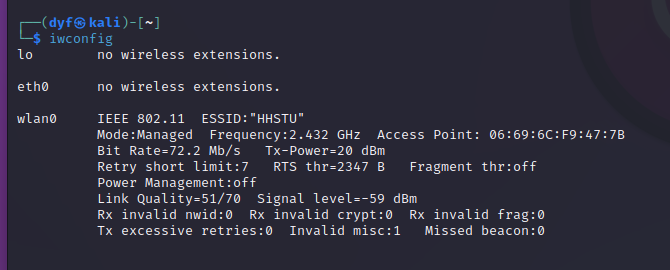 ┌──(dyf㉿kali)-[~]
└─$ iwconfig
lo        no wireless extensions.
eth0      no wireless extensions.
wlan0     IEEE 802.11  ESSID:"HHSTU"
          Mode:Managed  Frequency:2.432 GHz  Access Point: 06:69:6C:F9:47:7B
          Bit Rate=72.2 Mb/s   Tx-Power=20 dBm
          Retry short limit:7   RTS thr=2347 B   Fragment thr:off
          Power Management:off
          Link Quality=51/70  Signal level=-59 dBm
          Rx invalid nwid:0  Rx invalid crypt:0  Rx invalid frag:0
          Tx excessive retries:0  Invalid misc:1   Missed beacon:0